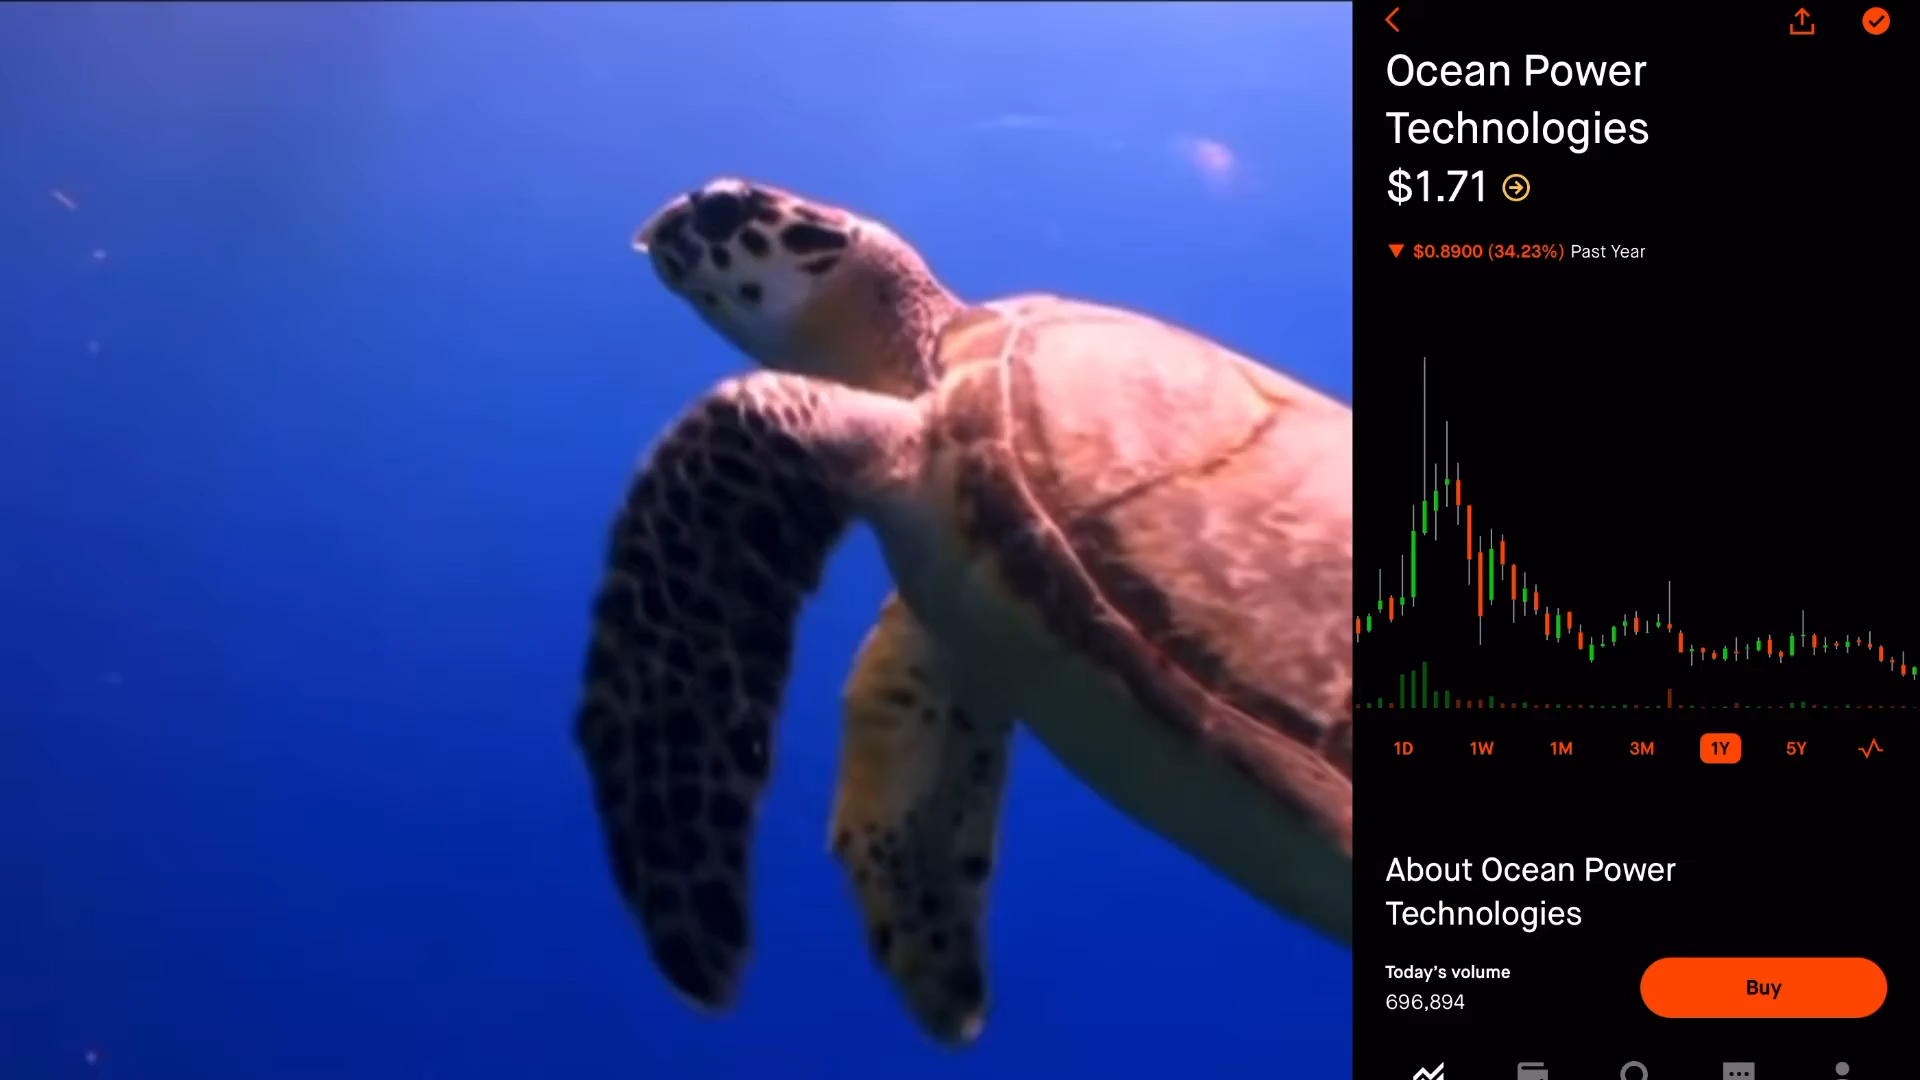 Ocean Power
Technologies
$1.71
$0.8900 (34.23%) Past Year
1D 1W 1M 3M 1Y 5Y
About Ocean Power
Technologies
Today's volume
696,894
Buy